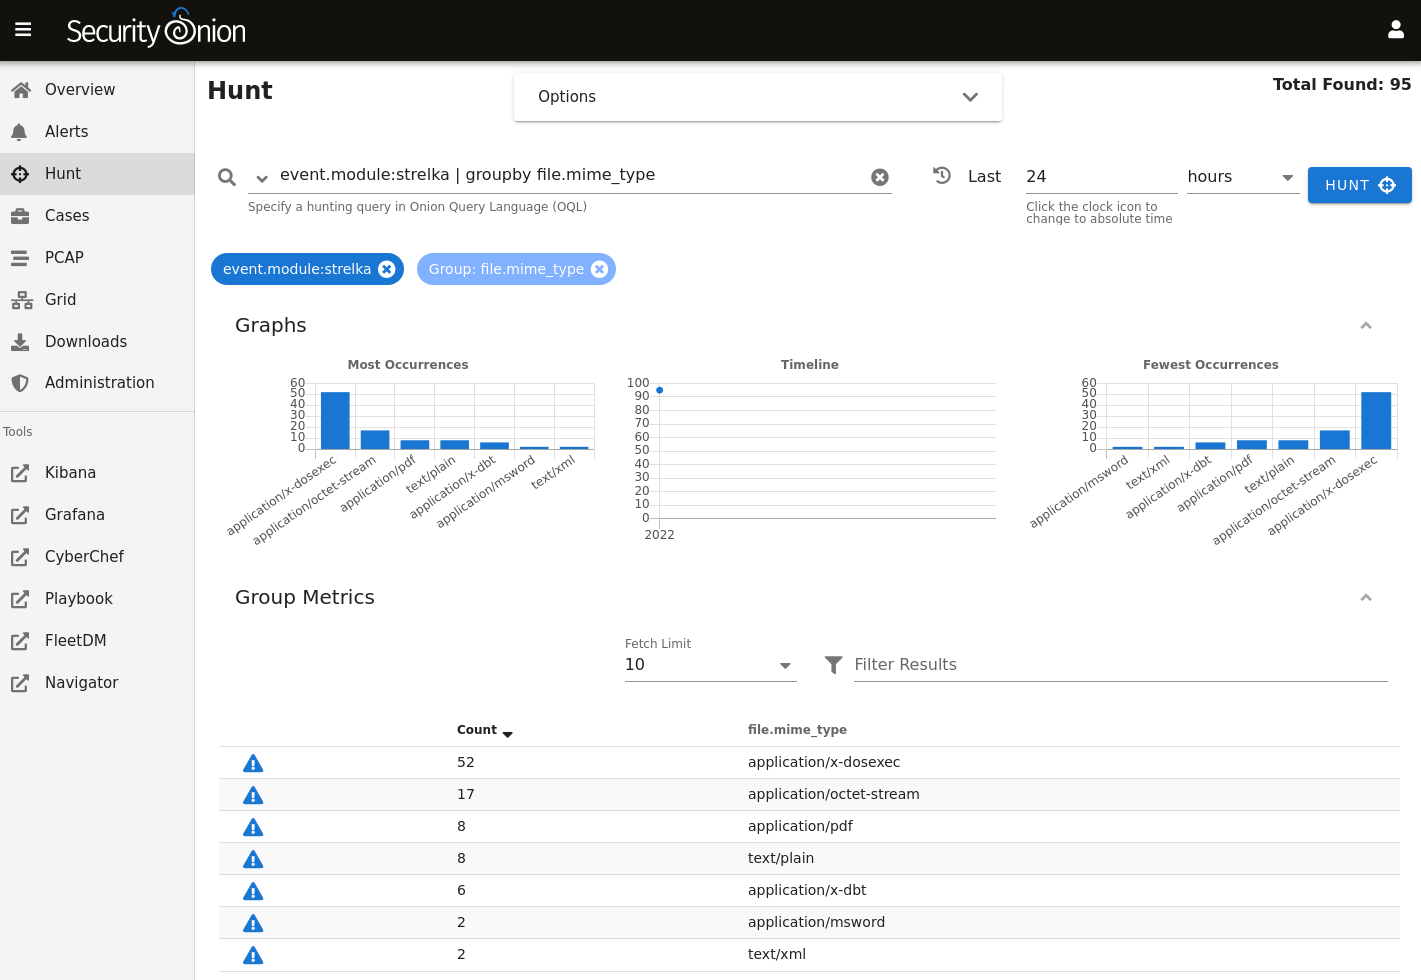 Security Onion
Overview
Alerts
Hunt
Cases
PCAP
Grid
Downloads
Administration
Tools
Kibana
Grafana
CyberChef
Playbook
FleetDM
Navigator
Hunt
Options
Total Found: 95
event.module:strelka | groupby file.mime_type
Specify a hunting query in Onion Query Language (OQL)
Last
24
hours
HUNT
Click the clock icon to
change to absolute time
event.module:strelka
Group: file.mime_type
Graphs
Most Occurrences
60
50
40
30
20
10
0
application/x-dosexec
application/octet-stream
application/pdf
text/plain
application/x-dbt
application/msword
text/xml
Timeline
100
90
80
70
60
50
40
30
20
10
0
2022
Fewest Occurrences
60
50
40
30
20
10
0
application/msword
text/xml
application/x-dbt
application/pdf
text/plain
application/octet-stream
application/x-dosexec
Group Metrics
Fetch Limit
10
Filter Results
Count file.mime_type
52 application/x-dosexec
17 application/octet-stream
8 application/pdf
8 text/plain
6 application/x-dbt
2 application/msword
2 text/xml